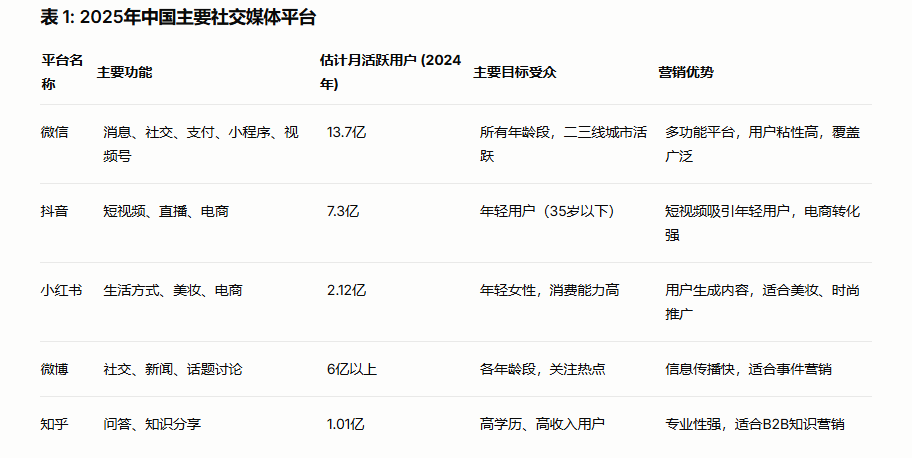 表 1: 2025年中国主要社交媒体平台
平台名称 主要功能 估计月活跃用户 (2024年) 主要目标受众 营销优势
微信 消息、社交、支付、小程序、视频号 13.7亿 所有年龄段，二三线城市活跃 多功能平台，用户粘性高，覆盖广泛
抖音 短视频、直播、电商 7.3亿 年轻用户（35岁以下） 短视频吸引年轻用户，电商转化强
小红书 生活方式、美妆、电商 2.12亿 年轻女性，消费能力高 用户生成内容，适合美妆、时尚推广
微博 社交、新闻、话题讨论 6亿以上 各年龄段，关注热点 信息传播快，适合事件营销
知乎 问答、知识分享 1.01亿 高学历、高收入用户 专业性强，适合B2B知识营销